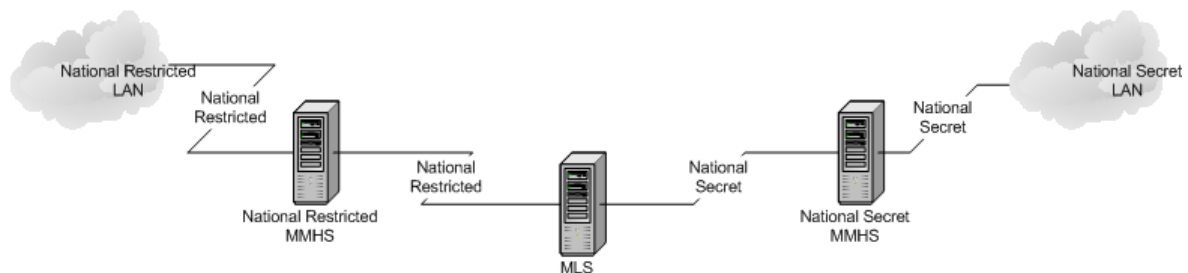 National Restricted
LAN
National
Restricted
National Restricted
MMHS
National
Restricted
MLS
National
Secret
National Secret
MMHS
National
Secret
National Secret
LAN